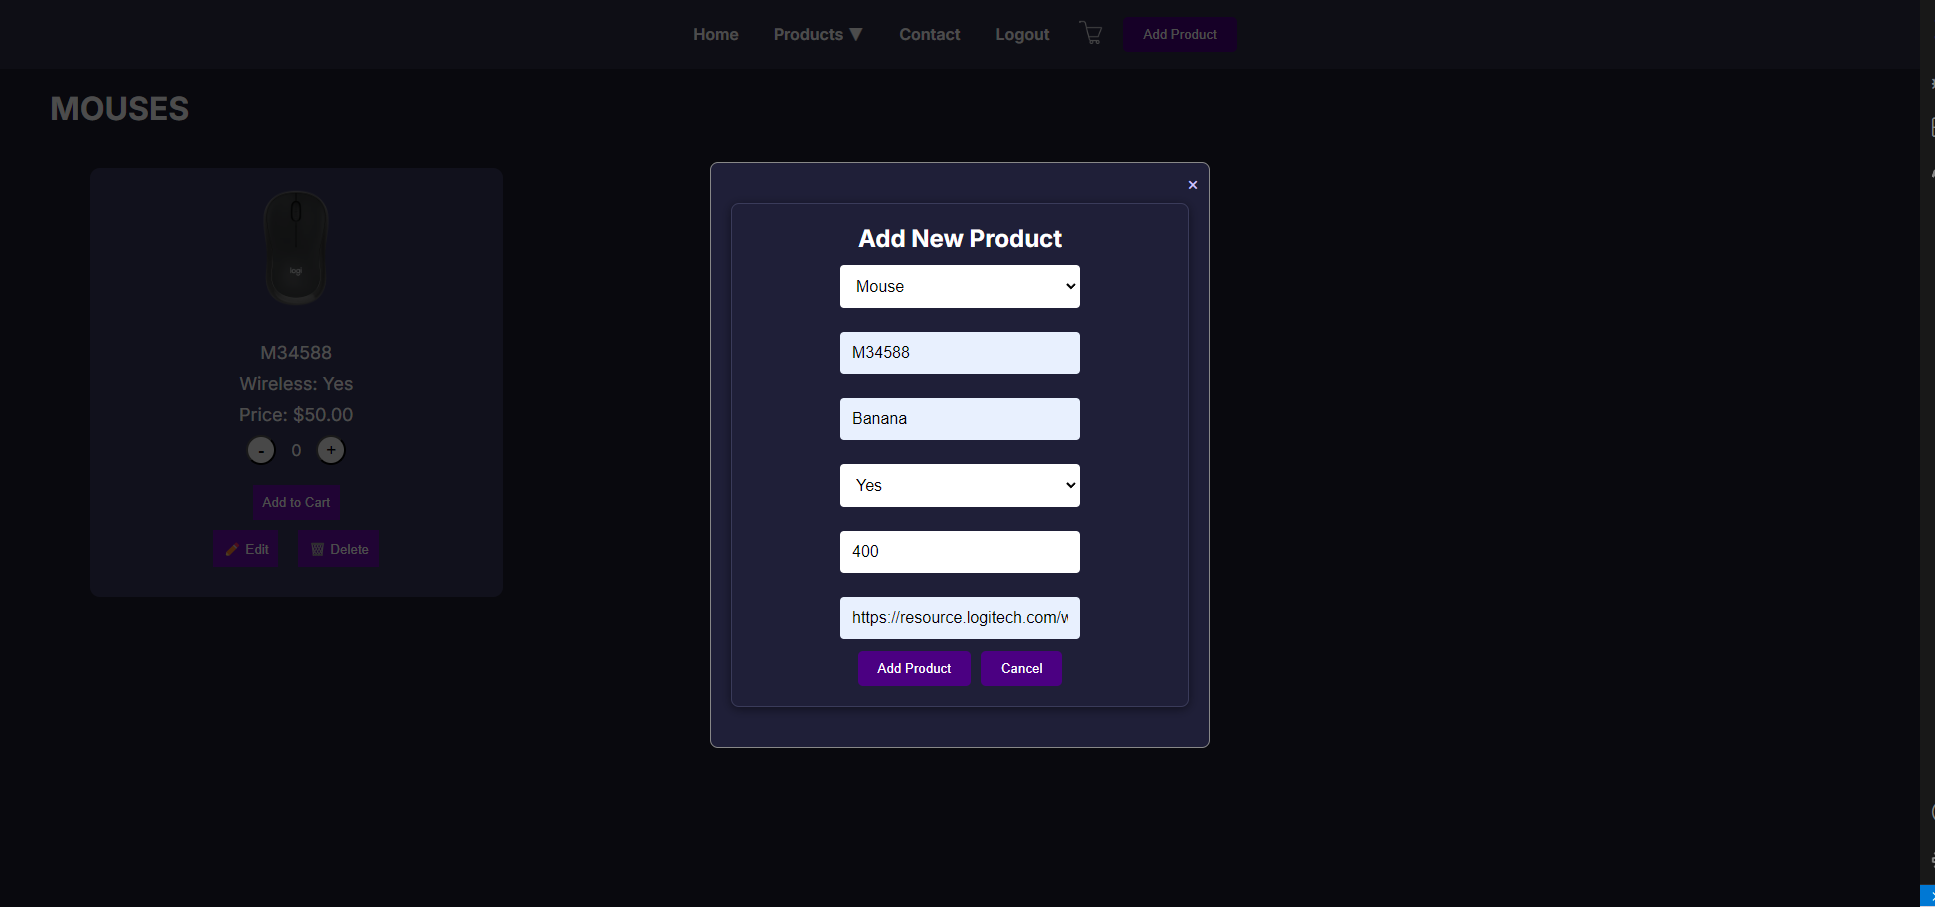 Home
Products ▼
Contact
Logout
Add Product
MOUSES
logi
M34588
Wireless: Yes
Price: $50.00
- 0 +
Add to Cart
Edit
Delete
×
Add New Product
Mouse
M34588
Banana
Yes
400
https://resource.logitech.com/w
Add Product
Cancel